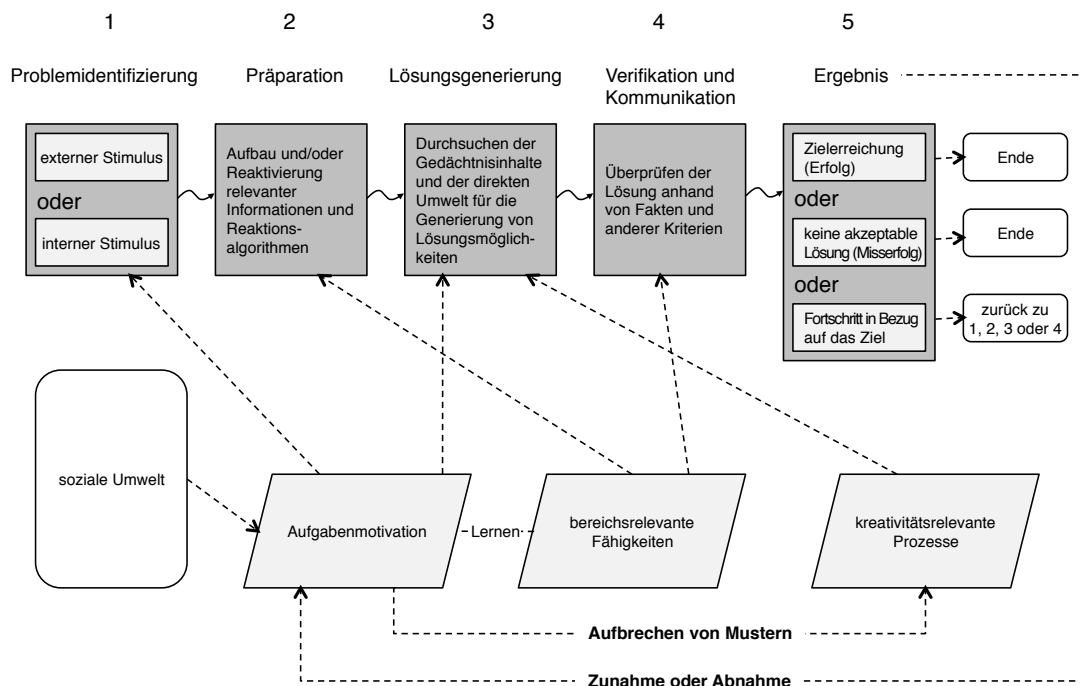 1
2
3
4
5
Problemidentifizierung
Präparation
Lösungsgenerierung
Verifikation und
Kommunikation
Ergebnis
externer Stimulus
oder
interner Stimulus
Aufbau und/oder
Reaktivierung
relevanter
Informationen und
Reaktions-
algorithmen
Durchsuchen der
Gedächtnisinhalte
und der direkten
Umwelt für die
Generierung von
Lösungsmöglich-
keiten
Überprüfen der
Lösung anhand
von Fakten und
anderer Kriterien
Zielerreichung
(Erfolg)
oder
keine akzeptable
Lösung (Misserfolg)
oder
Fortschritt in Bezug
auf das Ziel
Ende
Ende
zurück zu
1, 2, 3 oder 4
soziale Umwelt
Aufgabenmotivation
Lernen
bereichsrelevante
Fähigkeiten
kreativitätsrelevante
Prozesse
Aufbrechen von Mustern
Zunahme oder Abnahme